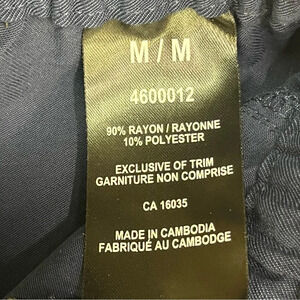 M / M
4600012
90% RAYON / RAYONNE
10% POLYESTER
EXCLUSIVE OF TRIM
GARNITURE NON COMPRISE
CA 16035
MADE IN CAMBODIA
FABRIQUÉ AU CAMBODGE